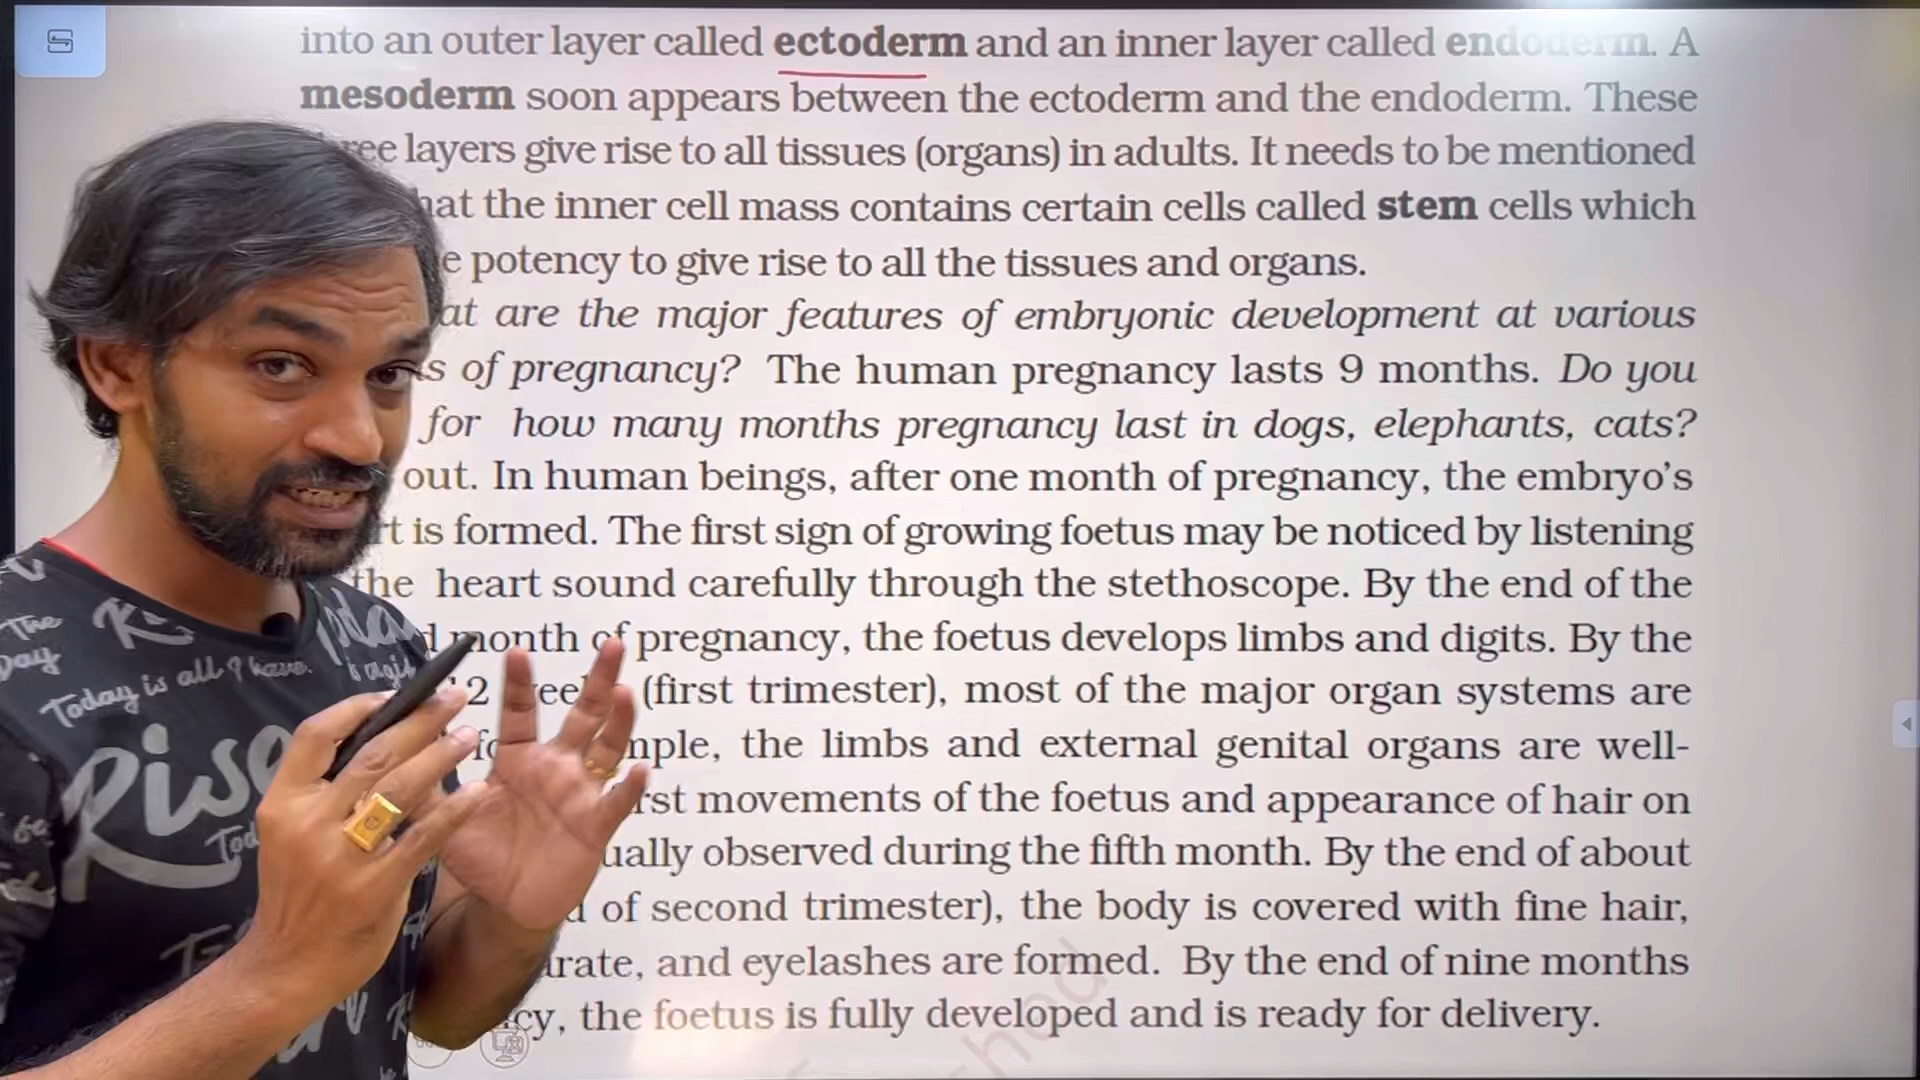 into an outer layer called ectoderm and an inner layer called endoderm. A
mesoderm soon appears between the ectoderm and the endoderm. These
layers give rise to all tissues (organs) in adults. It needs to be mentioned
the inner cell mass contains certain cells called stem cells which
potency to give rise to all the tissues and organs.
are the major features of embryonic development at various
of pregnancy? The human pregnancy lasts 9 months. Do you
for how many months pregnancy last in dogs, elephants, cats?
out. In human beings, after one month of pregnancy, the embryo's
is formed. The first sign of growing foetus may be noticed by listening
the heart sound carefully through the stethoscope. By the end of the
month of pregnancy, the foetus develops limbs and digits. By the
(first trimester), most of the major organ systems are
the limbs and external genital organs are well-
movements of the foetus and appearance of hair on
observed during the fifth month. By the end of about
of second trimester), the body is covered with fine hair,
and eyelashes are formed. By the end of nine months
the foetus is fully developed and is ready for delivery.
The
Day
Today is all I have.
Rise